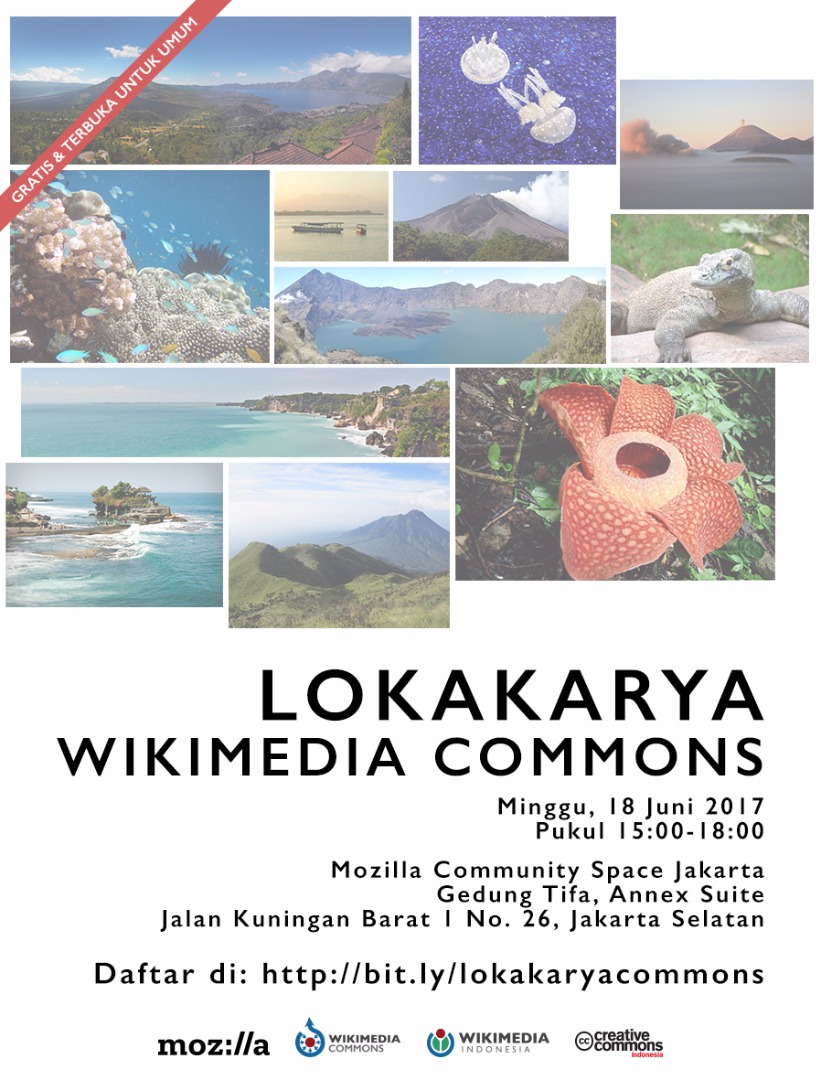 GRATIS & TERBUKA UNTUK UMUM
LOKAKARYA
WIKIMEDIA COMMONS
Minggu, 18 Juni 2017
Pukul 15:00-18:00
Mozilla Community Space Jakarta
Gedung Tifa, Annex Suite
Jalan Kuningan Barat 1 No. 26, Jakarta Selatan
Daftar di: http://bit.ly/lokakaryacommons
moz://a
WIKIMEDIA
COMMONS
WIKIMEDIA
INDONESIA
cc creative
commons
Indonesia